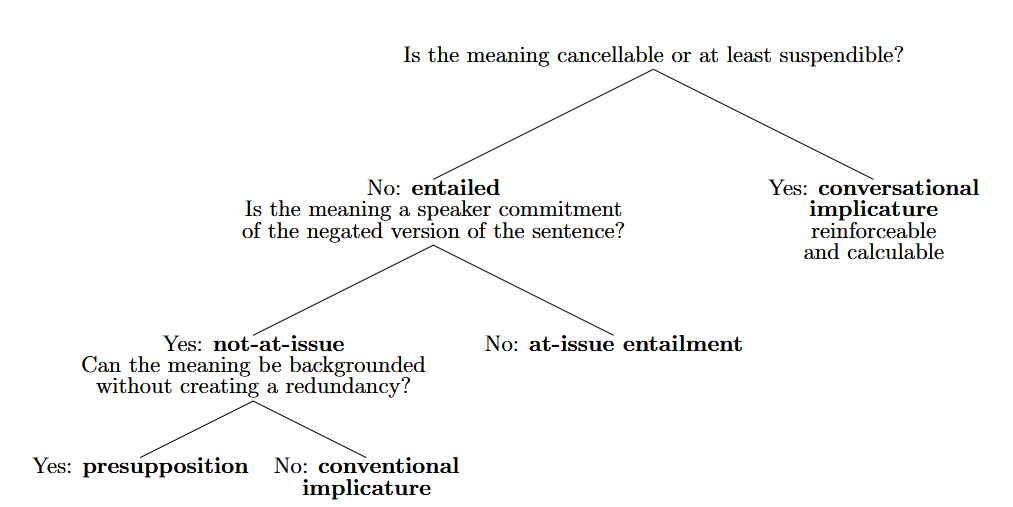 Is the meaning cancellable or at least suspendible?
No: entailed
Is the meaning a speaker commitment
of the negated version of the sentence?
Yes: conversational
implicature
reinforceable
and calculable
Yes: not-at-issue
Can the meaning be backgrounded
without creating a redundancy?
No: at-issue entailment
Yes: presupposition
No: conventional
implicature